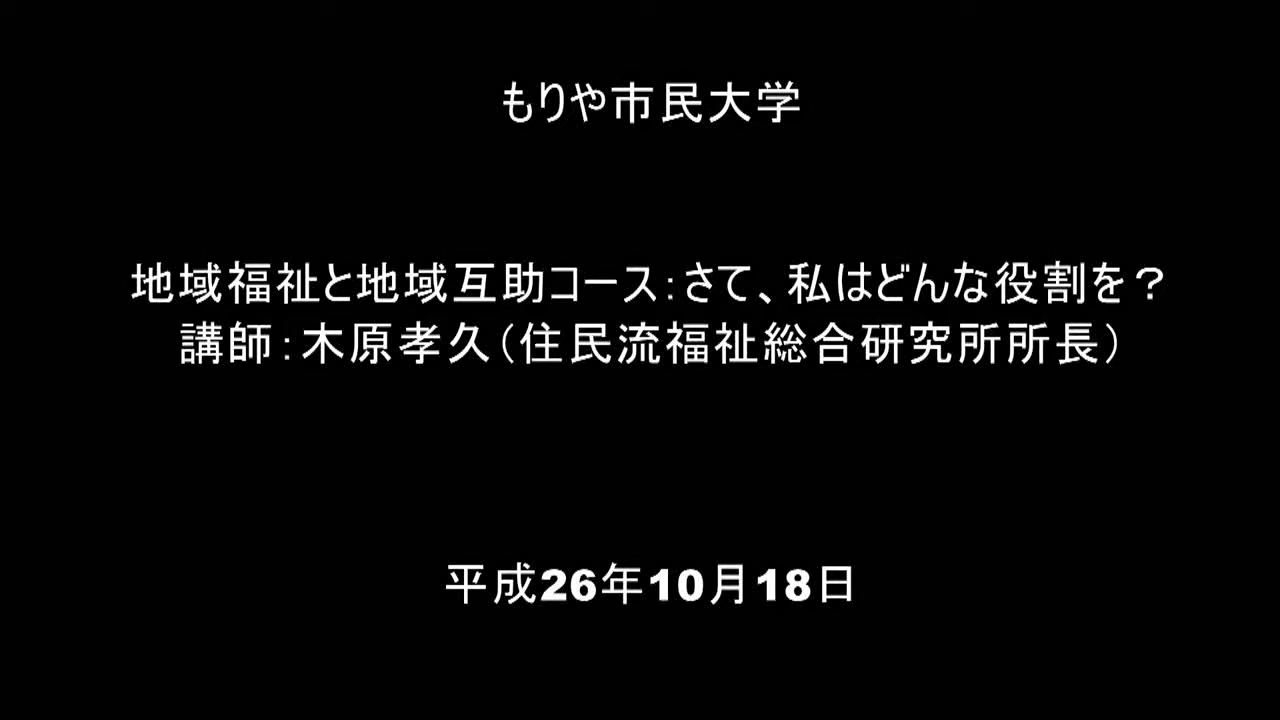 もりや市民大学
地域福祉と地域互助コース：さて、私はどんな役割を？
講師：木原孝久（住民流福祉総合研究所所長）
平成26年10月18日